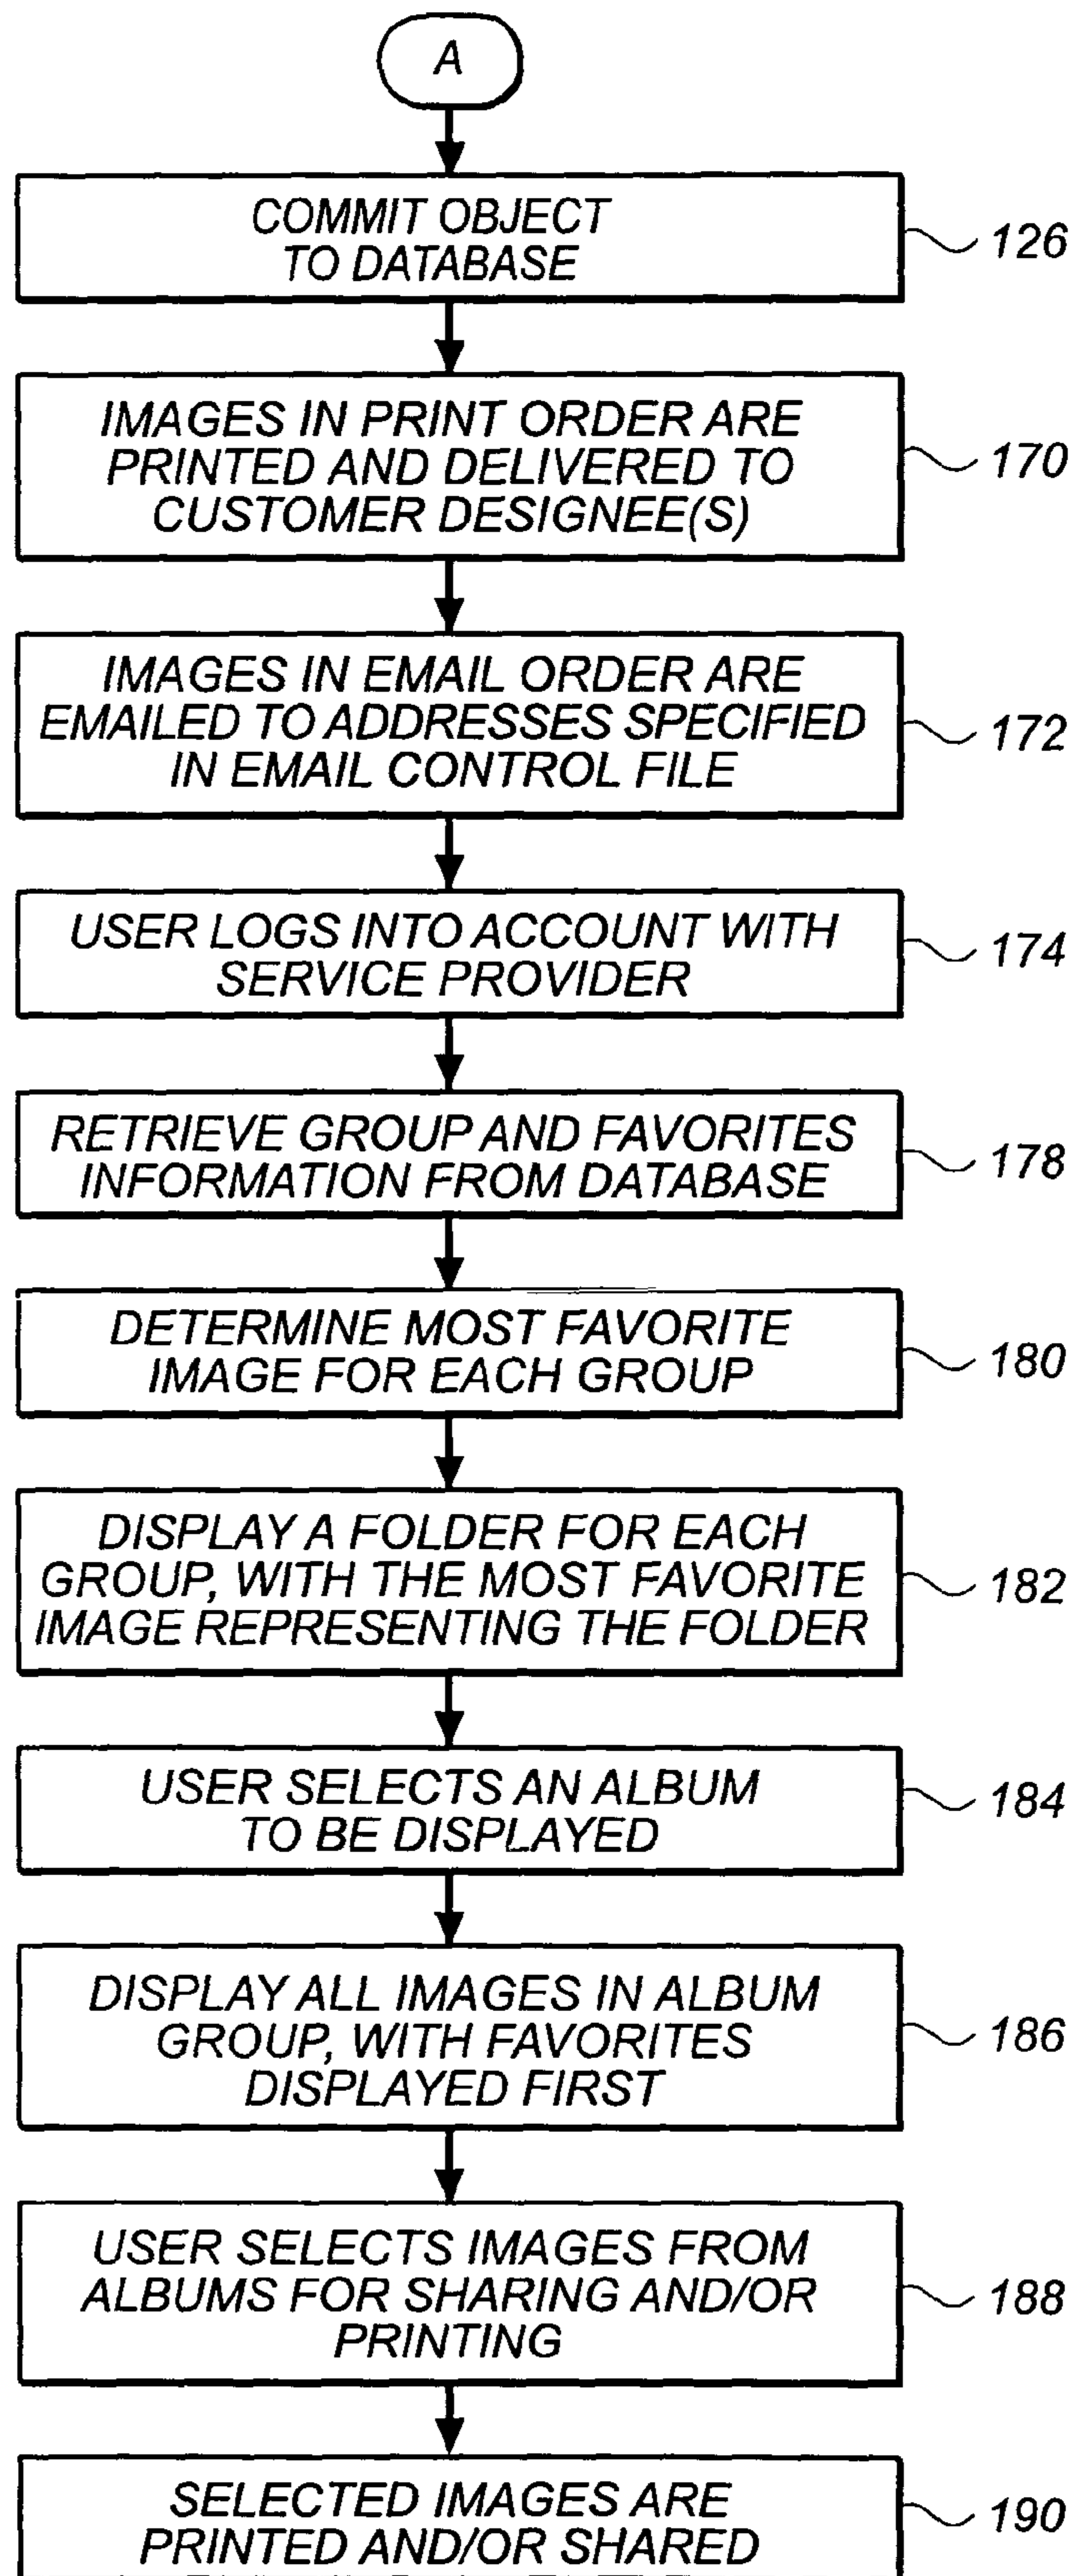 A
COMMIT OBJECT
TO DATABASE
126
IMAGES IN PRINT ORDER ARE
PRINTED AND DELIVERED TO
CUSTOMER DESIGNEE(S)
170
IMAGES IN EMAIL ORDER ARE
EMAILED TO ADDRESSES SPECIFIED
IN EMAIL CONTROL FILE
172
USER LOGS INTO ACCOUNT WITH
SERVICE PROVIDER
174
RETRIEVE GROUP AND FAVORITES
INFORMATION FROM DATABASE
178
DETERMINE MOST FAVORITE
IMAGE FOR EACH GROUP
180
DISPLAY A FOLDER FOR EACH
GROUP, WITH THE MOST FAVORITE
IMAGE REPRESENTING THE FOLDER
182
USER SELECTS AN ALBUM
TO BE DISPLAYED
184
DISPLAY ALL IMAGES IN ALBUM
GROUP, WITH FAVORITES
DISPLAYED FIRST
186
USER SELECTS IMAGES FROM
ALBUMS FOR SHARING AND/OR
PRINTING
188
SELECTED IMAGES ARE
PRINTED AND/OR SHARED
190